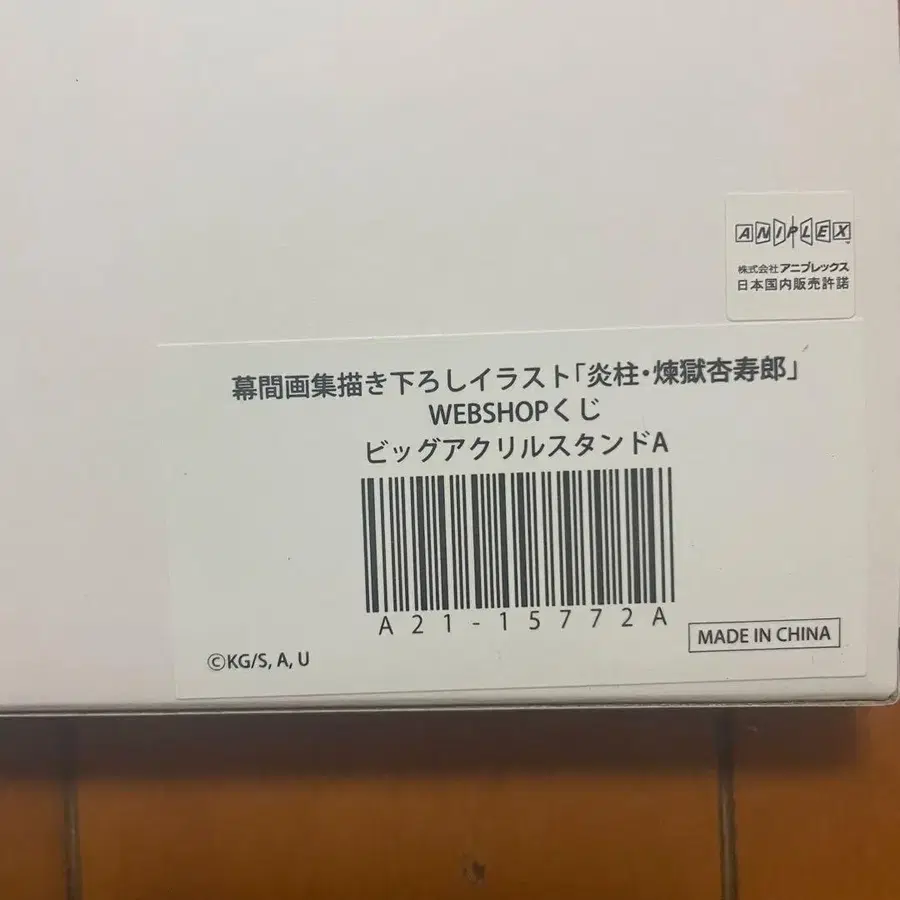 ANIPLEX
株式会社アニプレックス
日本国内販売許諾
幕間画集描き下ろしイラスト「炎柱・煉獄杏寿郎」
WEBSHOPくじ
ビッグアクリルスタンドA
A21-15772A
MADE IN CHINA
©KG/S, A, U